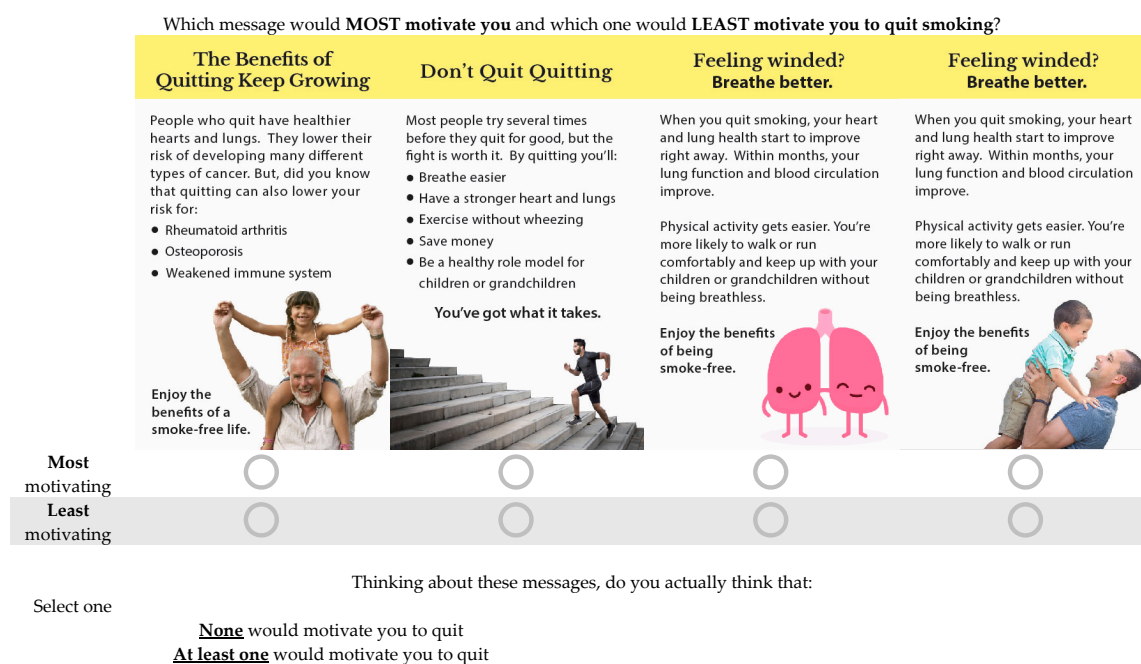 Which message would MOST motivate you and which one would LEAST motivate you to quit smoking?
The Benefits of
Quitting Keep Growing
People who quit have healthier
hearts and lungs. They lower their
risk of developing many different
types of cancer. But, did you know
that quitting can also lower your
risk for:
● Rheumatoid arthritis
● Osteoporosis
● Weakened immune system
Enjoy the
benefits of a
smoke-free life.
Don't Quit Quitting
Most people try several times
before they quit for good, but the
fight is worth it. By quitting you'll:
● Breathe easier
● Have a stronger heart and lungs
● Exercise without wheezing
● Save money
● Be a healthy role model for
children or grandchildren
You've got what it takes.
Feeling winded?
Breathe better.
When you quit smoking, your heart
and lung health start to improve
right away. Within months, your
lung function and blood circulation
improve.
Physical activity gets easier. You're
more likely to walk or run
comfortably and keep up with your
children or grandchildren without
being breathless.
Enjoy the benefits
of being
smoke-free.
Feeling winded?
Breathe better.
When you quit smoking, your heart
and lung health start to improve
right away. Within months, your
lung function and blood circulation
improve.
Physical activity gets easier. You're
more likely to walk or run
comfortably and keep up with your
children or grandchildren without
being breathless.
Enjoy the benefits
of being
smoke-free.
Most
motivating
Least
motivating
Thinking about these messages, do you actually think that:
Select one
None would motivate you to quit
At least one would motivate you to quit